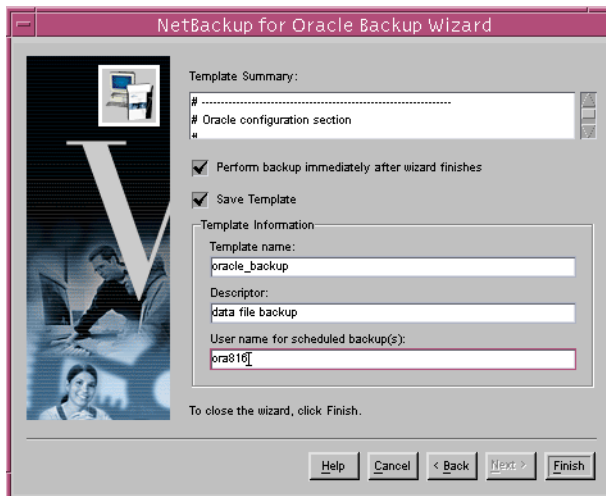 NetBackup for Oracle Backup Wizard
Template Summary:
# ------------------------------------------------------------
# Oracle configuration section
#
Perform backup immediately after wizard finishes
Save Template
Template Information
Template name:
oracle_backup
Descriptor:
data file backup
User name for scheduled backup(s):
ora816
To close the wizard, click Finish.
Help Cancel < Back Next > Finish
V